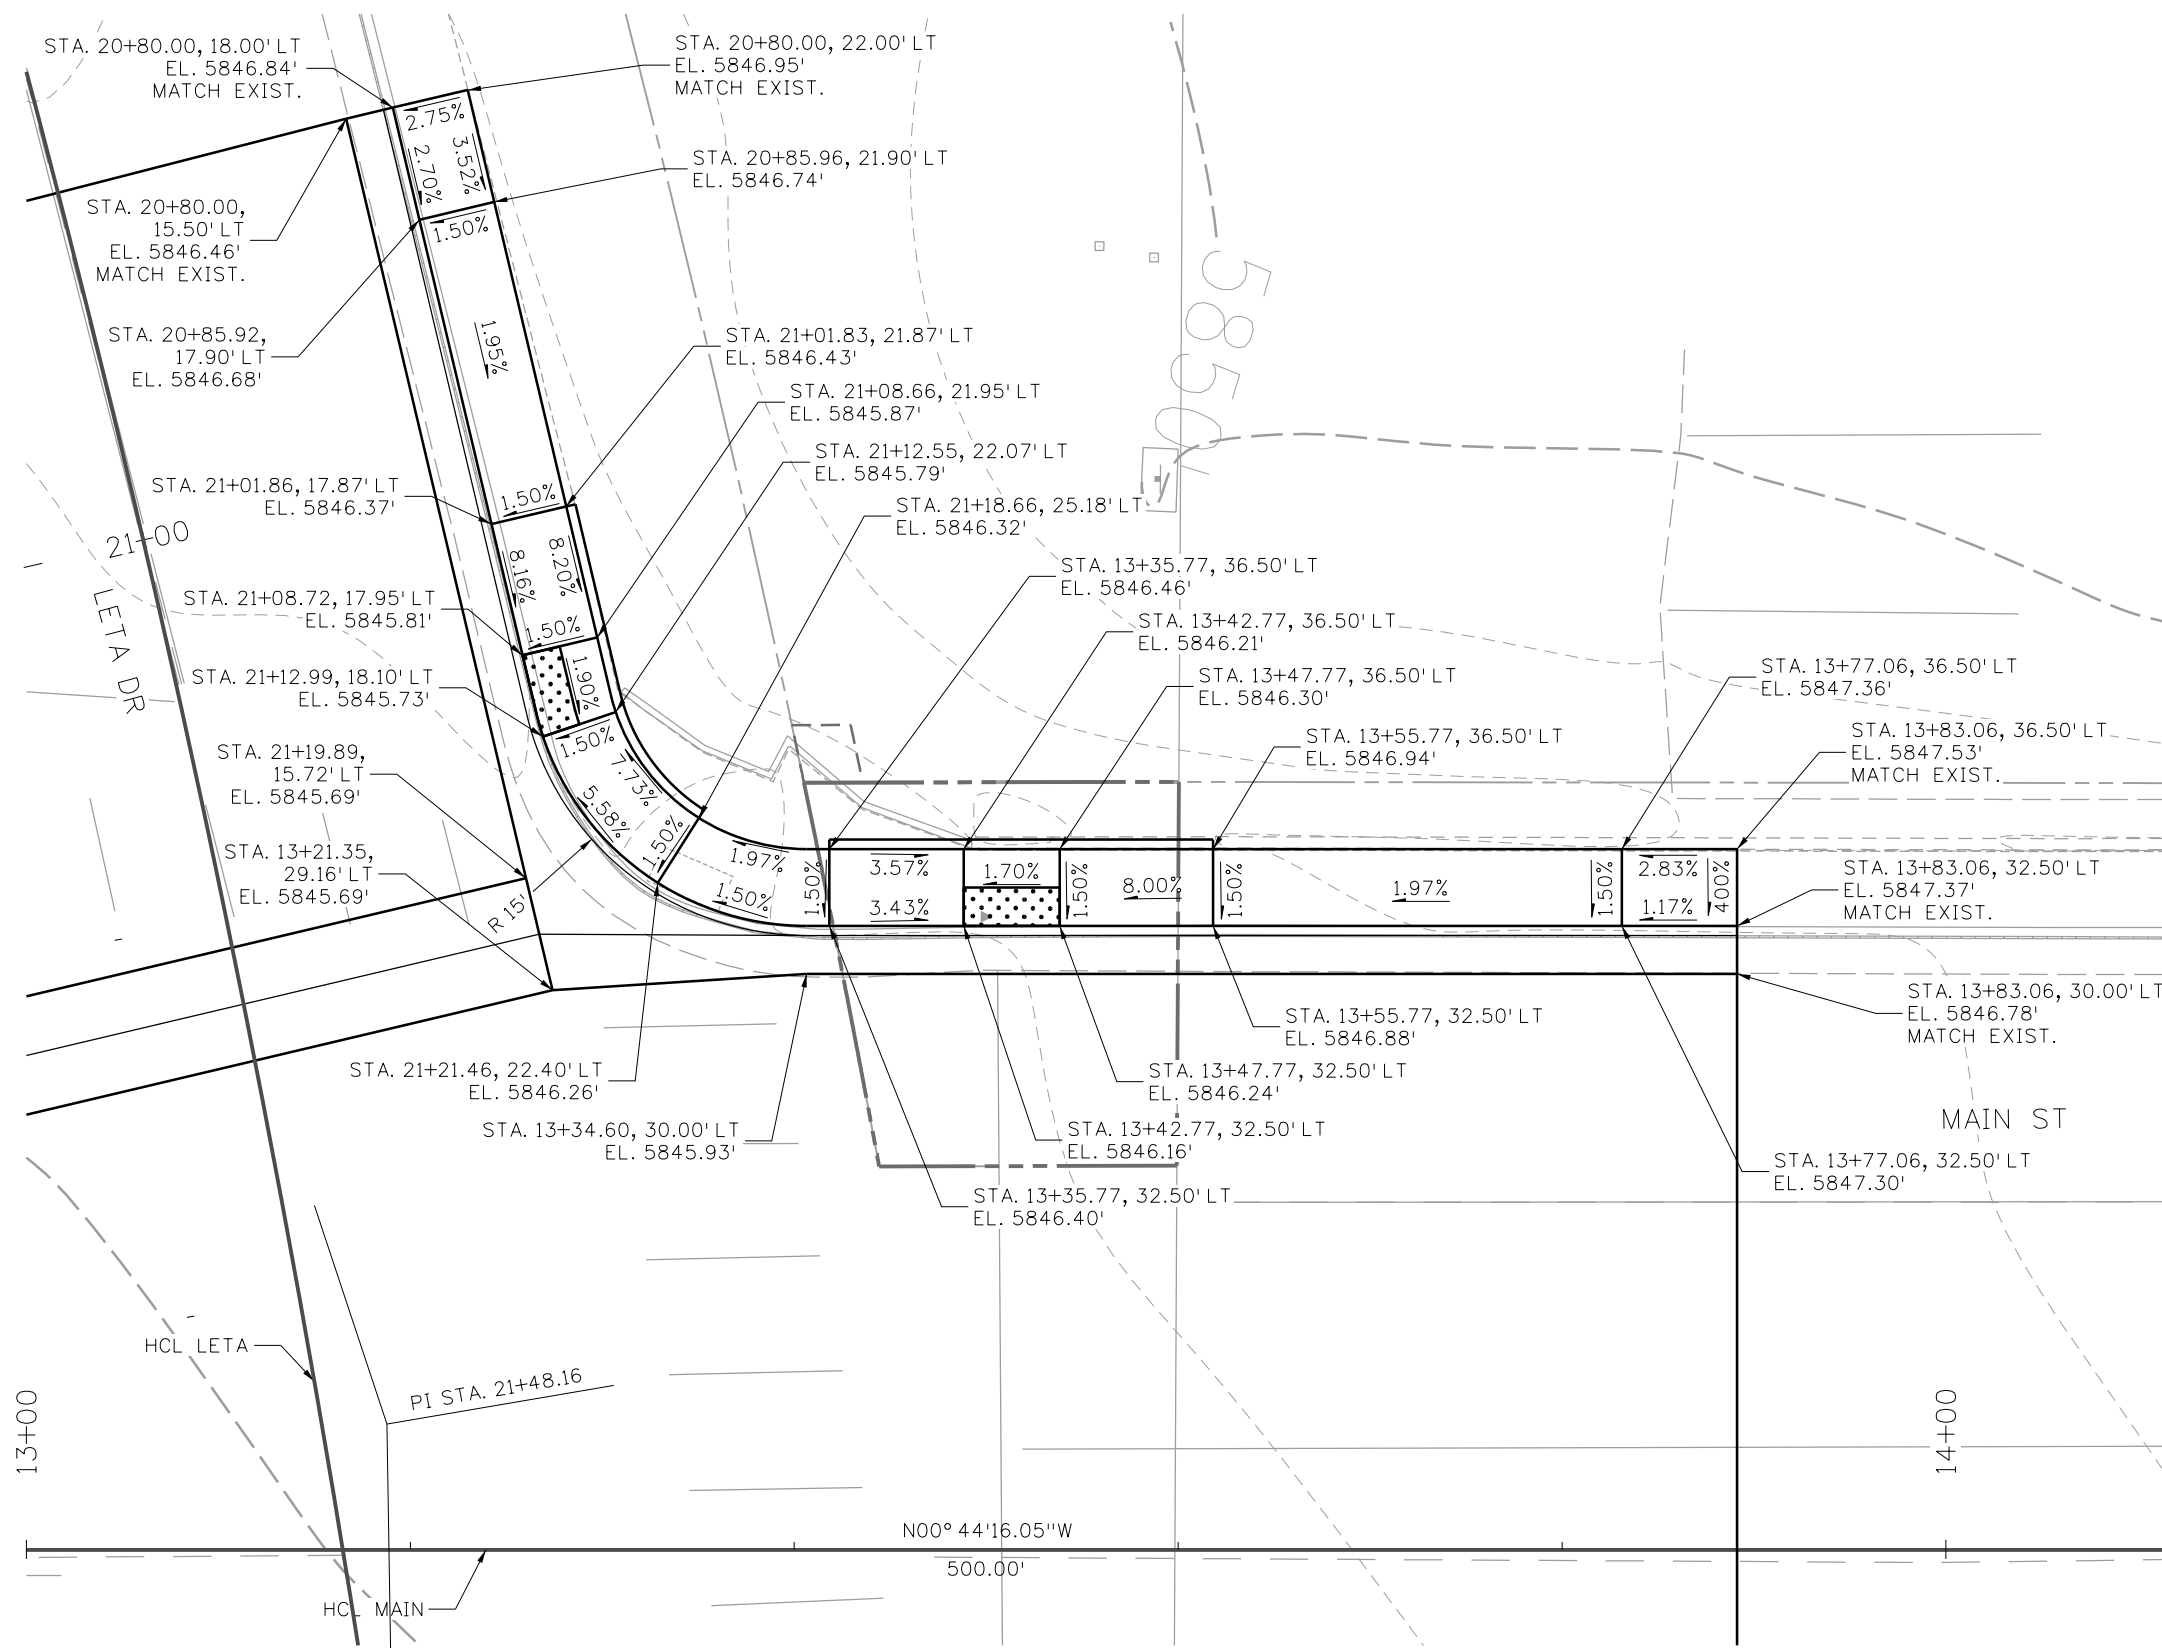 STA. 20+80.00, 18.00' LT
EL. 5846.84'
MATCH EXIST.
STA. 20+80.00, 22.00' LT
EL. 5846.95'
MATCH EXIST.
2.75%
2.70%
3.52%
STA. 20+85.96, 21.90' LT
EL. 5846.74'
STA. 20+80.00,
15.50' LT
EL. 5846.46'
MATCH EXIST.
1.50%
5850
STA. 20+85.92,
17.90' LT
EL. 5846.68'
1.95%
STA. 21+01.83, 21.87' LT
EL. 5846.43'
STA. 21+08.66, 21.95' LT
EL. 5845.87'
STA. 21+12.55, 22.07' LT
EL. 5845.79'
STA. 21+01.86, 17.87' LT
EL. 5846.37'
1.50%
STA. 21+18.66, 25.18' LT
EL. 5846.32'
21+00
LETA DR
8.16%
8.20%
STA. 13+35.77, 36.50' LT
EL. 5846.46'
STA. 21+08.72, 17.95' LT
EL. 5845.81'
1.50%
STA. 13+42.77, 36.50' LT
EL. 5846.21'
1.90%
STA. 21+12.99, 18.10' LT
EL. 5845.73'
STA. 13+47.77, 36.50' LT
EL. 5846.30'
STA. 13+77.06, 36.50' LT
EL. 5847.36'
1.50%
STA. 13+55.77, 36.50' LT
EL. 5846.94'
STA. 13+83.06, 36.50' LT
EL. 5847.53'
MATCH EXIST.
STA. 21+19.89,
15.72' LT
EL. 5845.69'
7.73%
5.58%
1.50%
1.97%
1.50%
STA. 13+21.35,
29.16' LT
EL. 5845.69'
R 15'
1.50%
3.57%
3.43%
1.70%
1.50%
8.00%
1.50%
1.97%
1.50%
2.83%
1.17%
4.00%
STA. 13+83.06, 32.50' LT
EL. 5847.37'
MATCH EXIST.
STA. 13+83.06, 30.00' LT
EL. 5846.78'
MATCH EXIST.
STA. 13+55.77, 32.50' LT
EL. 5846.88'
STA. 21+21.46, 22.40' LT
EL. 5846.26'
STA. 13+47.77, 32.50' LT
EL. 5846.24'
STA. 13+34.60, 30.00' LT
EL. 5845.93'
STA. 13+42.77, 32.50' LT
EL. 5846.16'
MAIN ST
STA. 13+77.06, 32.50' LT
EL. 5847.30'
STA. 13+35.77, 32.50' LT
EL. 5846.40'
HCL LETA
PI STA. 21+48.16
13+00
14+00
N00° 44'16.05"W
500.00'
HCL MAIN